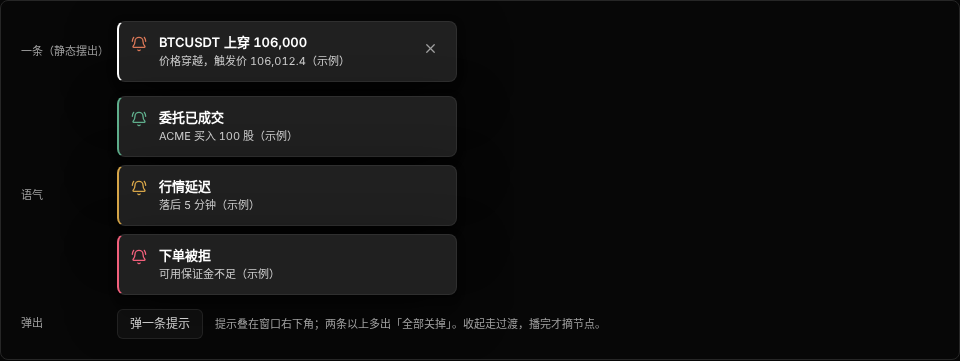 一条（静态摆出）
BTCUSDT 上穿 106,000
价格穿越，触发价 106,012.4（示例）
委托已成交
ACME 买入 100 股（示例）
语气
行情延迟
落后 5 分钟（示例）
下单被拒
可用保证金不足（示例）
弹出
弹一条提示
提示叠在窗口右下角；两条以上多出「全部关掉」。收起走过渡，播完才摘节点。